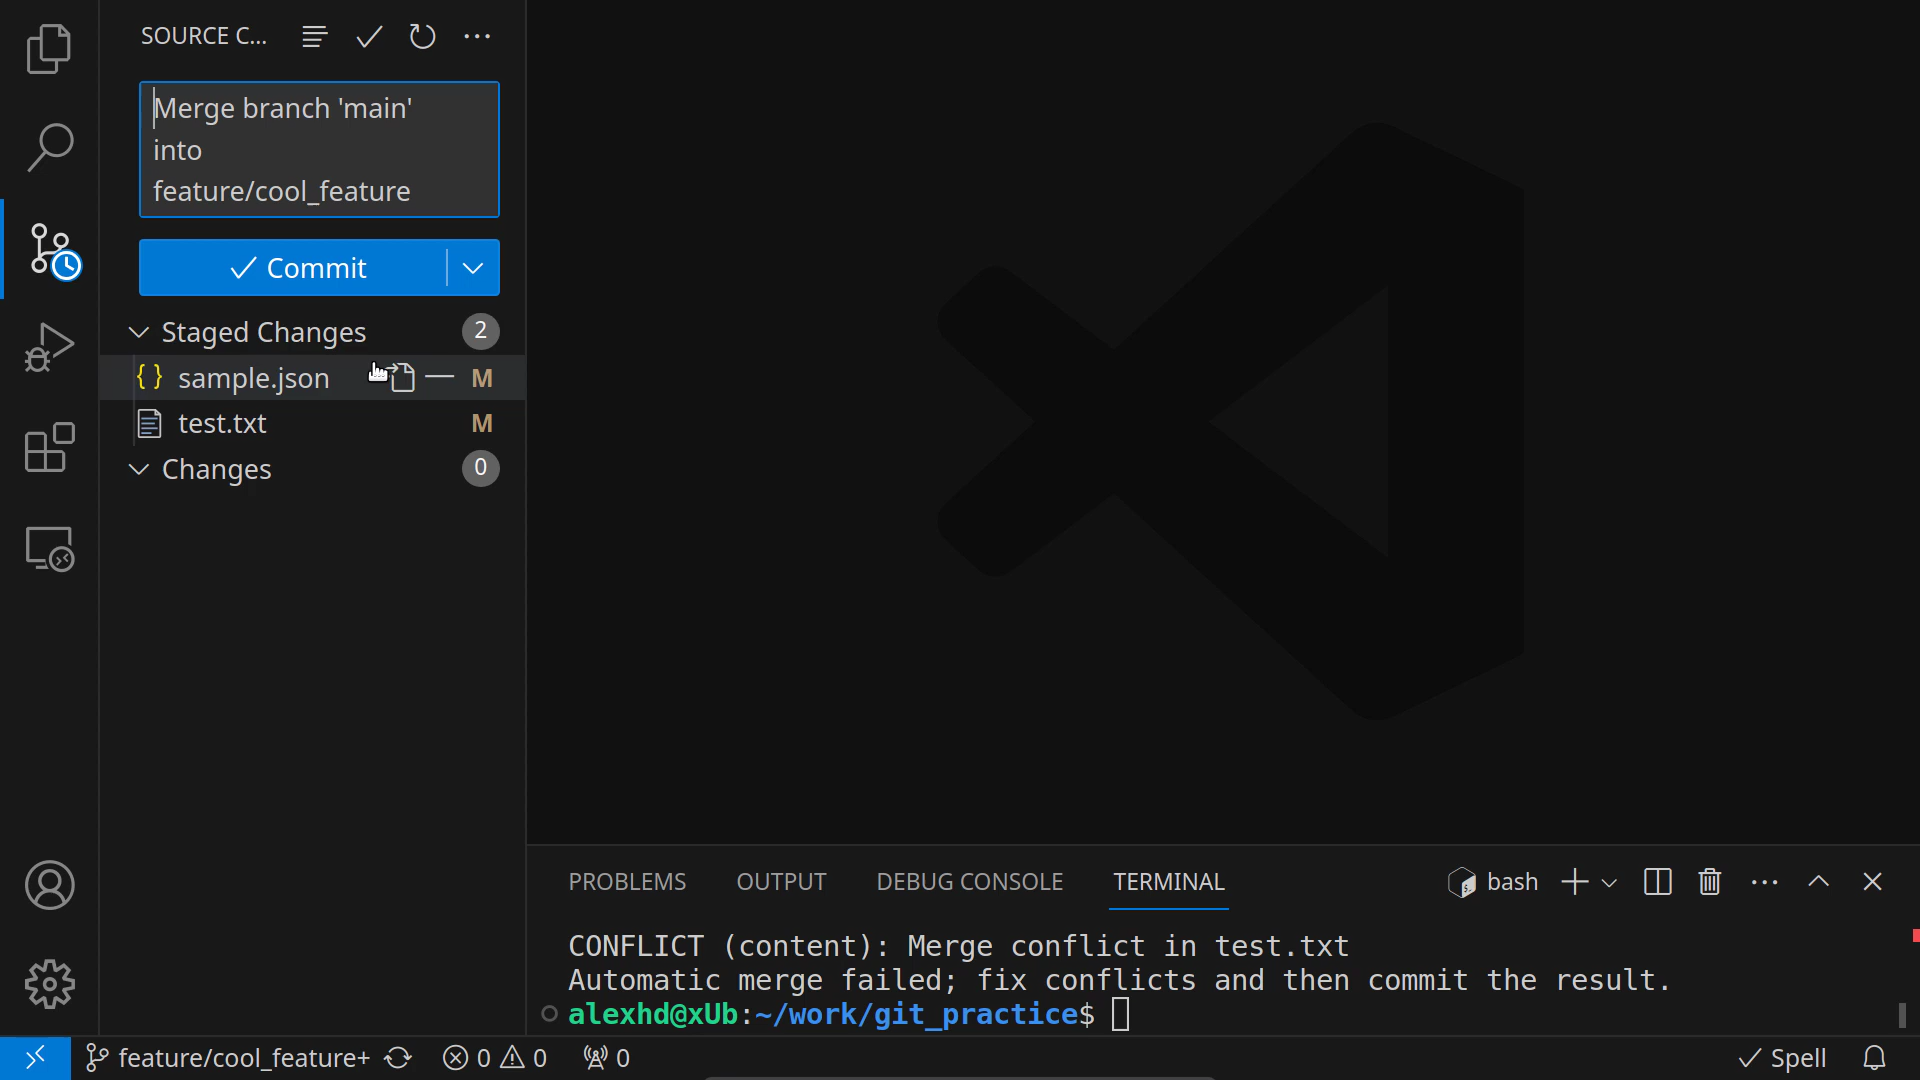 SOURCE C...
Merge branch 'main'
into
feature/cool_feature
Commit
Staged Changes 2
{ } sample.json M
test.txt M
Changes 0
PROBLEMS OUTPUT DEBUG CONSOLE TERMINAL bash
CONFLICT (content): Merge conflict in test.txt
Automatic merge failed; fix conflicts and then commit the result.
alexhd@xUb:~/work/git_practice$
feature/cool_feature+ 0 0 0 Spell